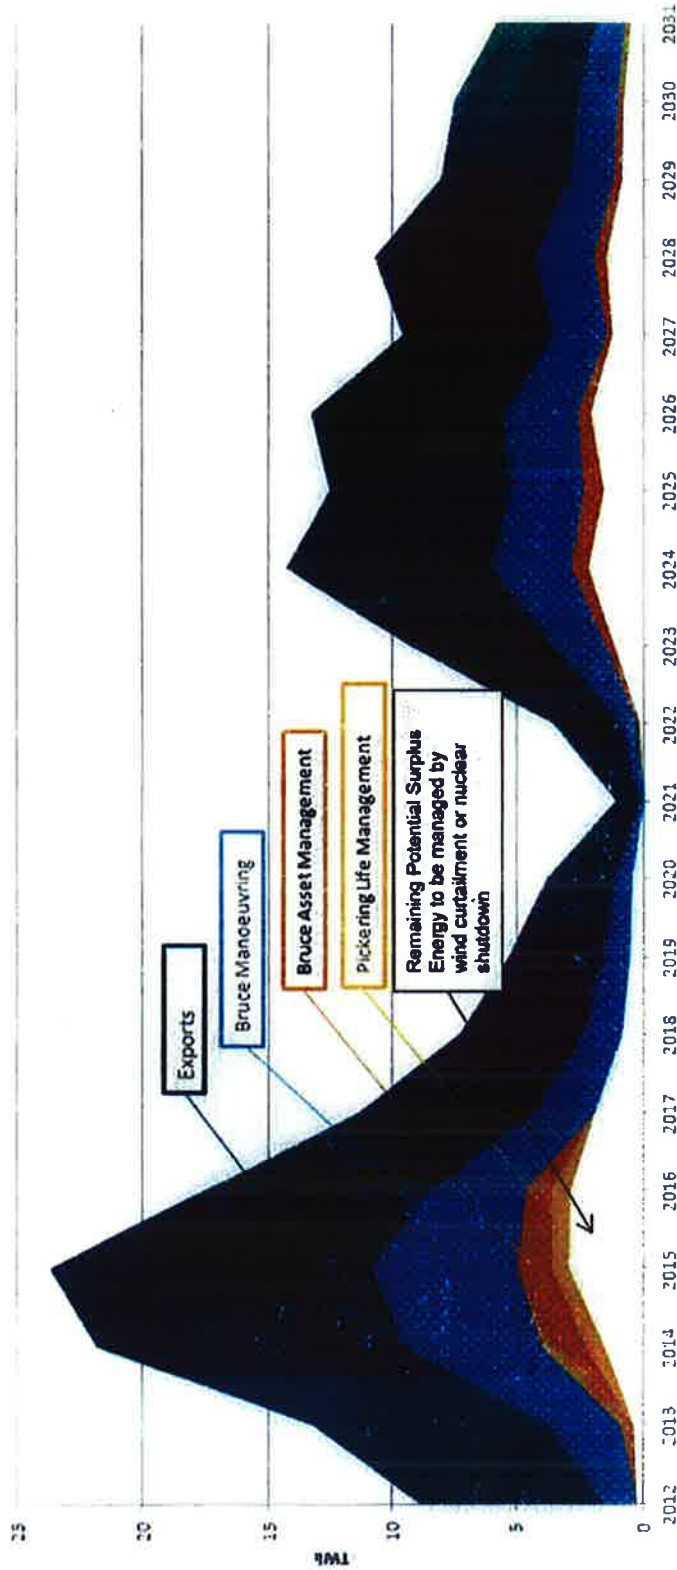 TWh
25
20
15
10
5
0
Exports
Bruce Manoeuvring
Bruce Asset Management
Pickering Life Management
Remaining Potential Surplus
Energy to be managed by
wind curtailment or nuclear
shutdown
2012
2013
2014
2015
2016
2017
2018
2019
2020
2021
2022
2023
2024
2025
2026
2027
2028
2029
2030
2031